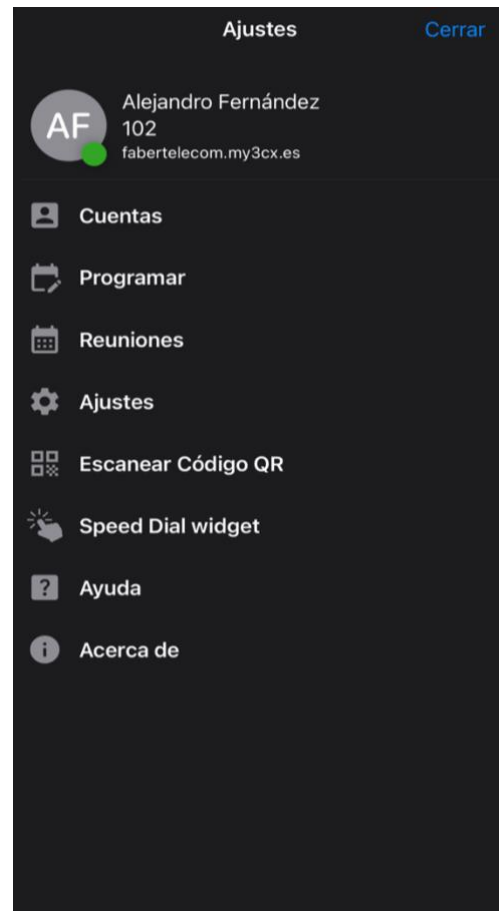 Ajustes
Cerrar
AF
Alejandro Fernández
102
fabertelecom.my3cx.es
Cuentas
Programar
Reuniones
Ajustes
Escanear Código QR
Speed Dial widget
? Ayuda
i Acerca de